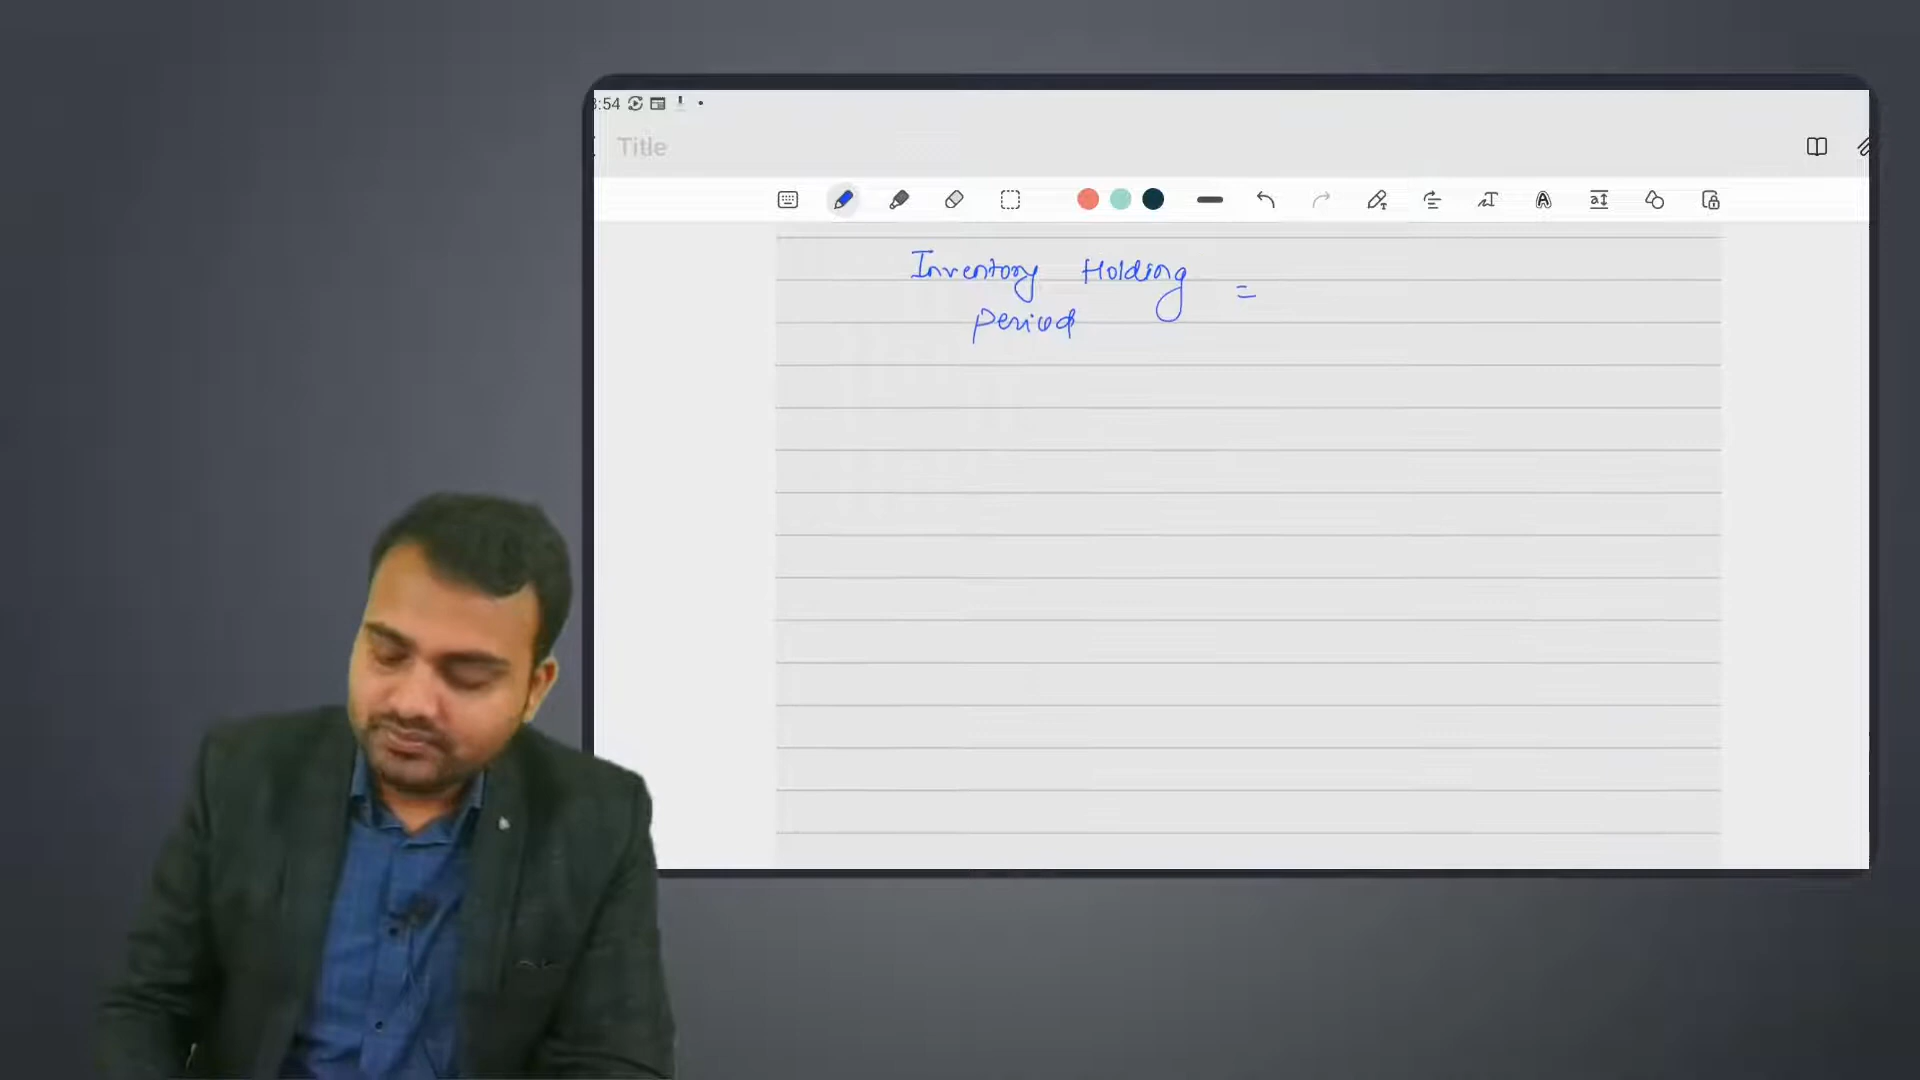 :54
Title
Inventory Holding =
Period